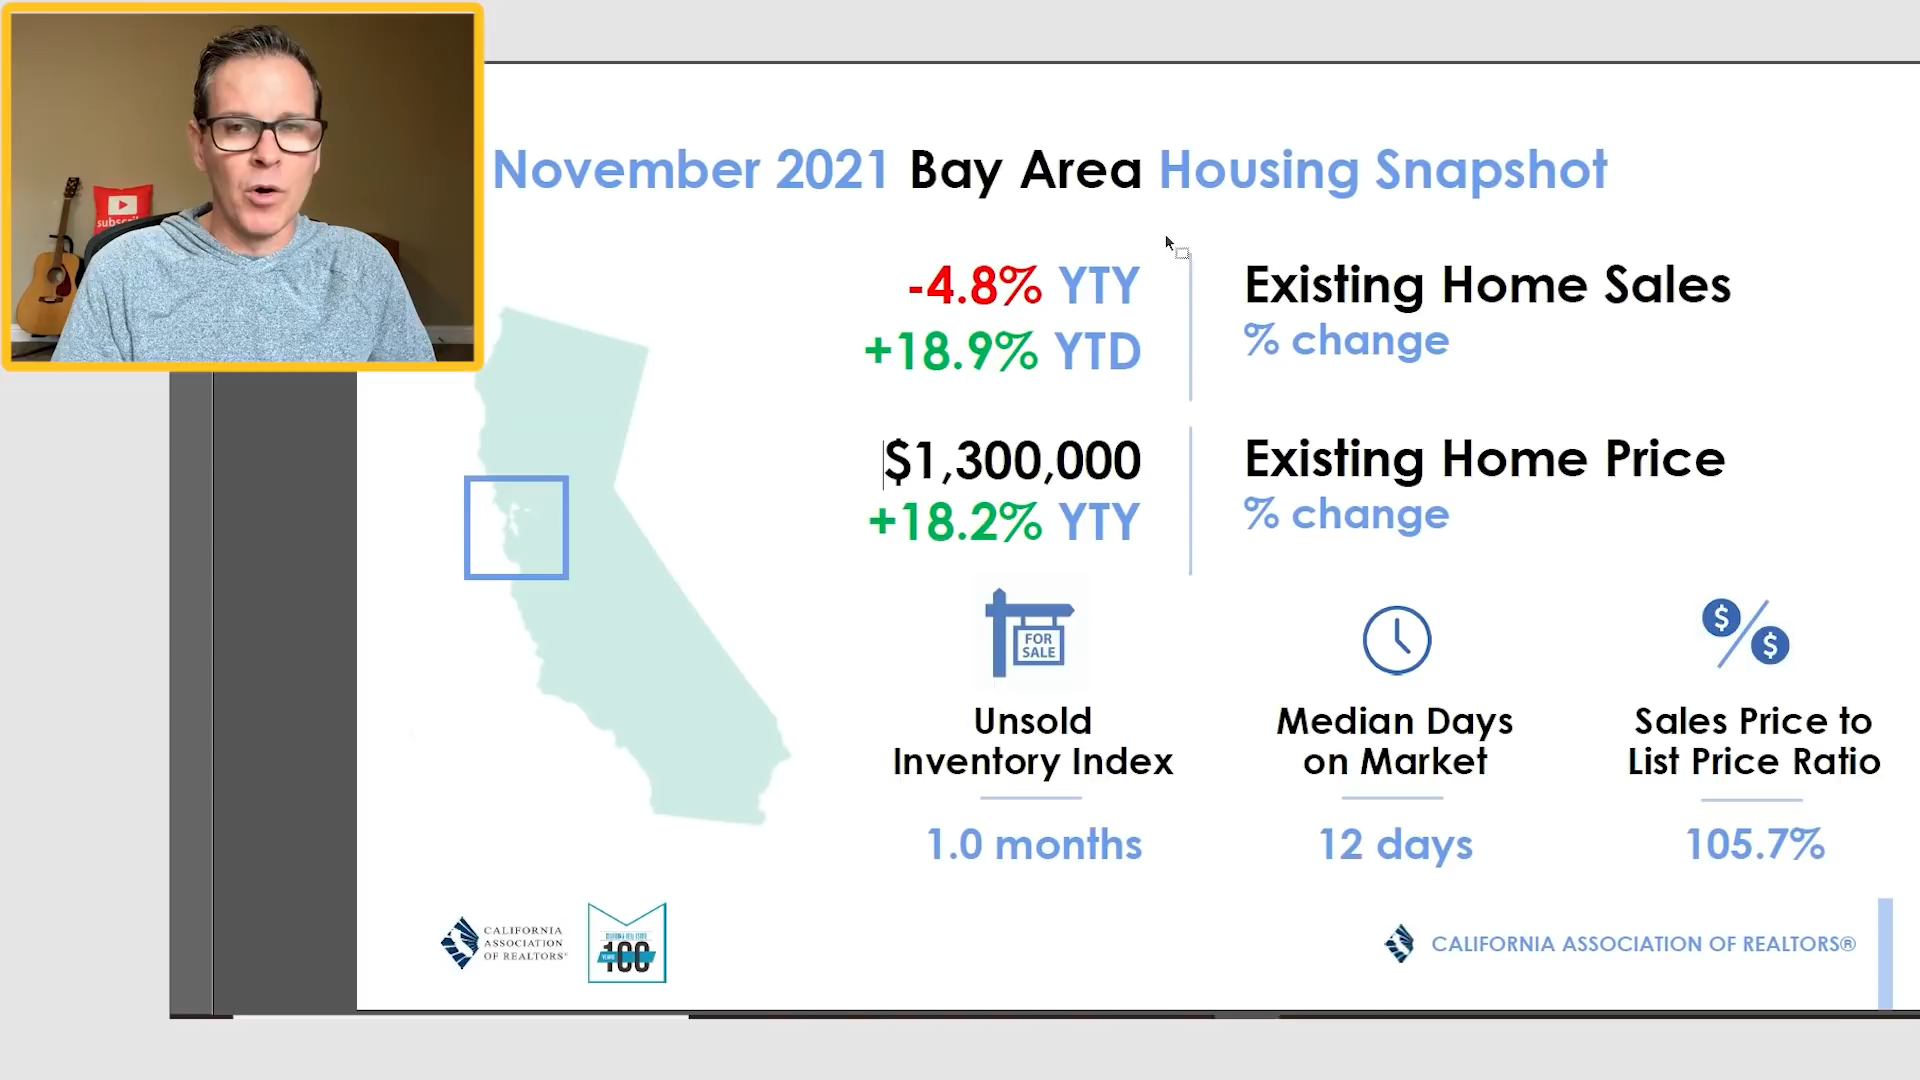 subscri
November 2021 Bay Area Housing Snapshot
-4.8% YTY
+18.9% YTD
Existing Home Sales
% change
$1,300,000
+18.2% YTY
Existing Home Price
% change
FOR
SALE
Unsold
Inventory Index
1.0 months
Median Days
on Market
12 days
$ / $
Sales Price to
List Price Ratio
105.7%
CALIFORNIA
ASSOCIATION
OF REALTORS®
YEARS
100
CALIFORNIA ASSOCIATION OF REALTORS®